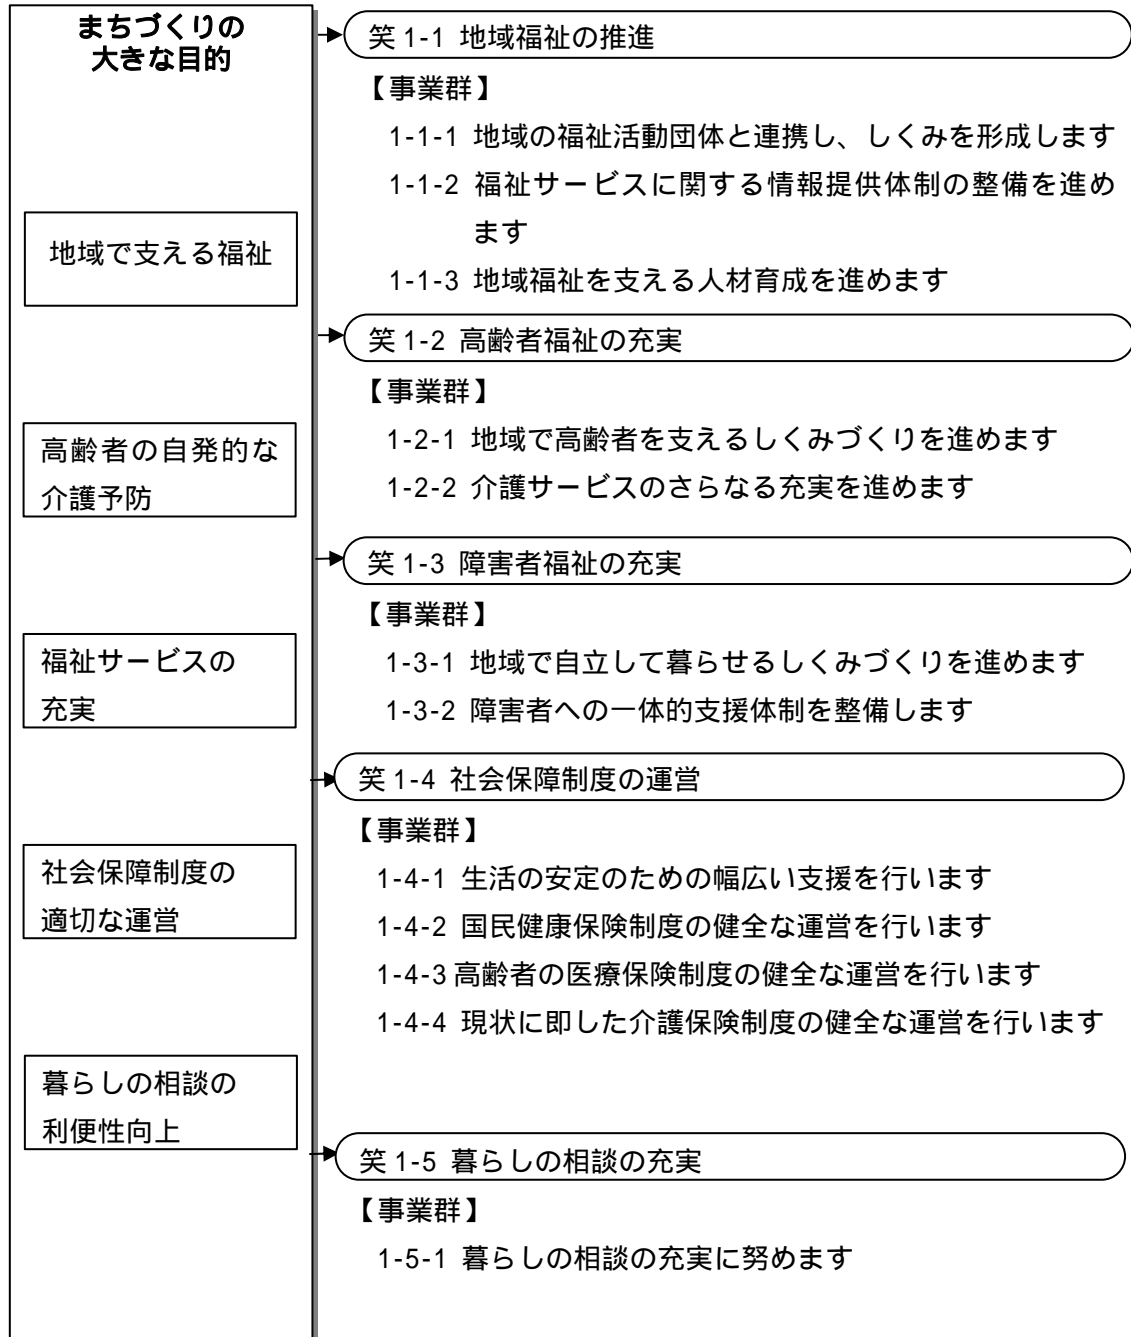 まちづくりの
大きな目的
地域で支える福祉
高齢者の自発的な
介護予防
福祉サービスの
充実
社会保障制度の
適切な運営
暮らしの相談の
利便性向上
笑 1-1 地域福祉の推進
【事業群】
1-1-1 地域の福祉活動団体と連携し、しくみを形成します
1-1-2 福祉サービスに関する情報提供体制の整備を進め
ます
1-1-3 地域福祉を支える人材育成を進めます
笑 1-2 高齢者福祉の充実
【事業群】
1-2-1 地域で高齢者を支えるしくみづくりを進めます
1-2-2 介護サービスのさらなる充実を進めます
笑 1-3 障害者福祉の充実
【事業群】
1-3-1 地域で自立して暮らせるしくみづくりを進めます
1-3-2 障害者への一体的支援体制を整備します
笑 1-4 社会保障制度の運営
【事業群】
1-4-1 生活の安定のための幅広い支援を行います
1-4-2 国民健康保険制度の健全な運営を行います
1-4-3 高齢者の医療保険制度の健全な運営を行います
1-4-4 現状に即した介護保険制度の健全な運営を行います
笑 1-5 暮らしの相談の充実
【事業群】
1-5-1 暮らしの相談の充実に努めます